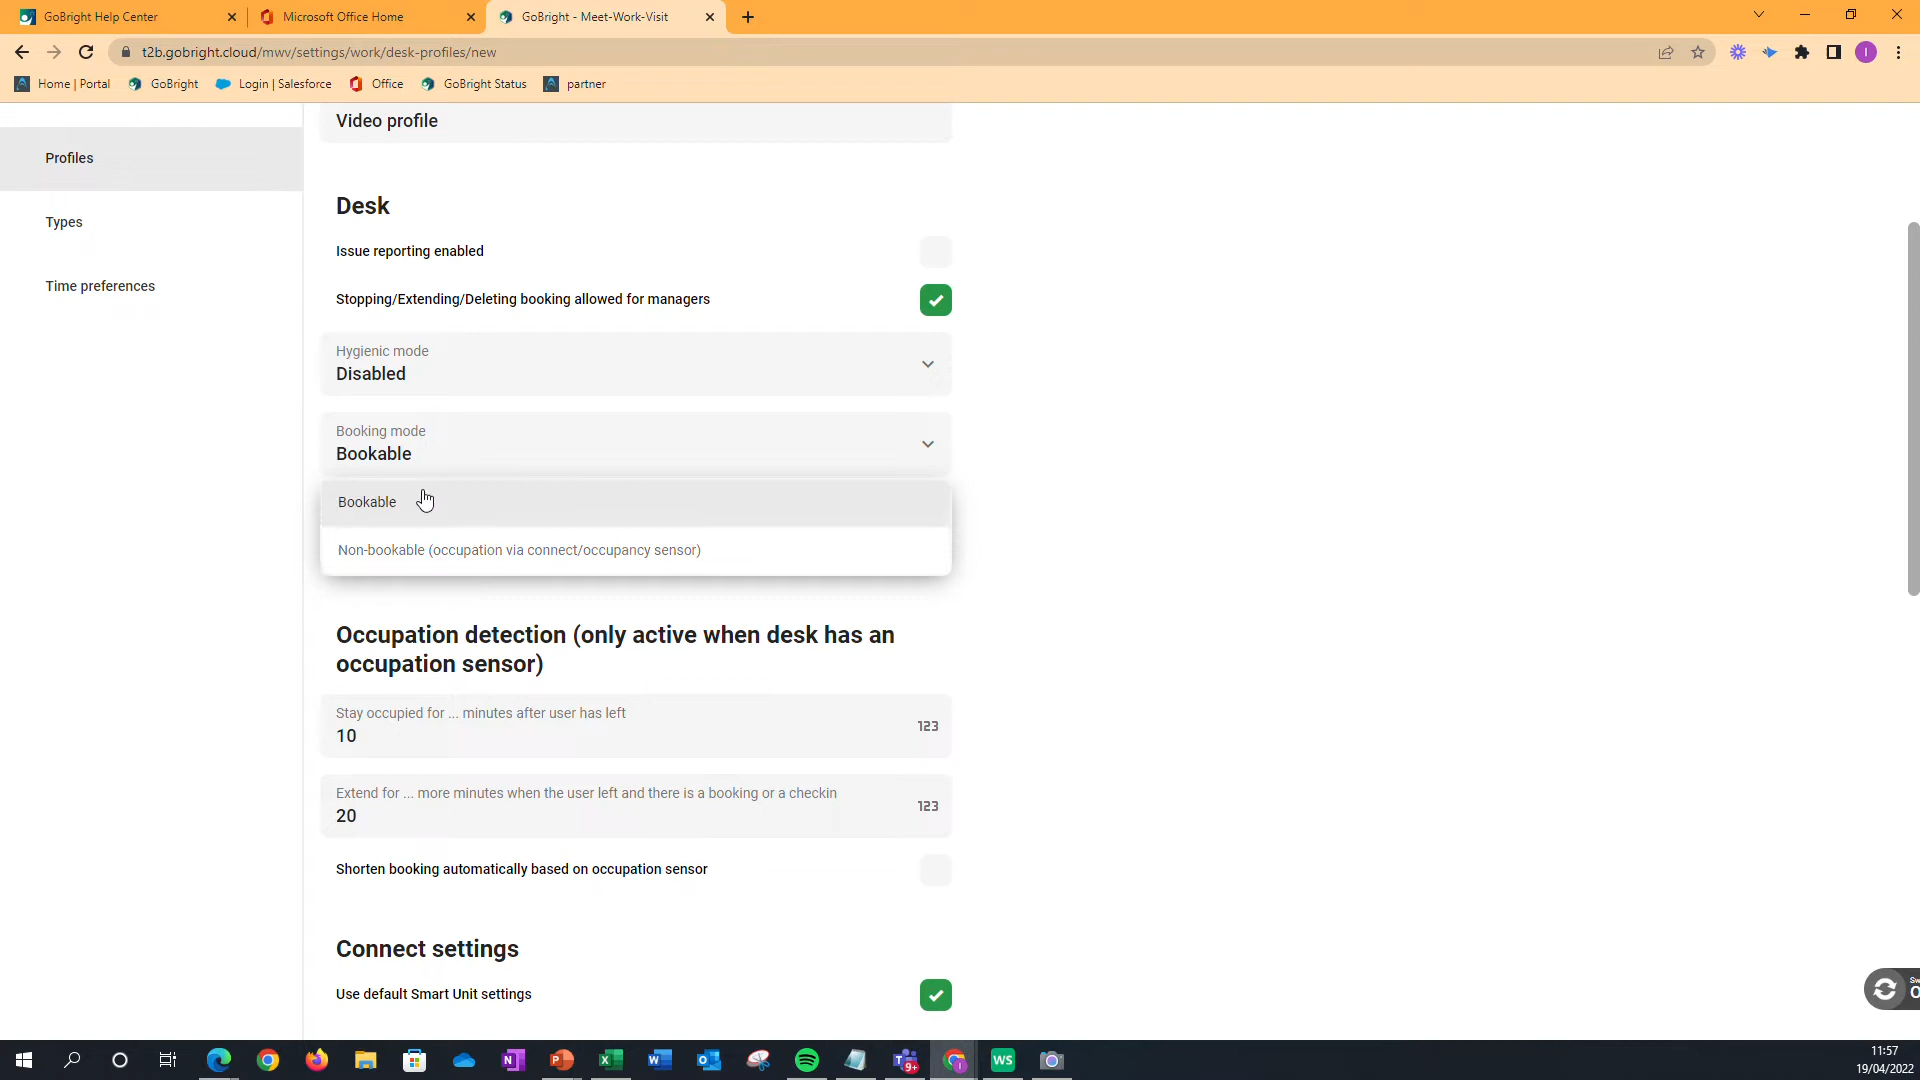 GoBright Help Center
Microsoft Office Home
GoBright - Meet-Work-Visit
t2b.gobright.cloud/mwv/settings/work/desk-profiles/new
I
Home | Portal
GoBright
Login | Salesforce
Office
GoBright Status
partner
Profiles
Types
Time preferences
Video profile
Desk
Issue reporting enabled
Stopping/Extending/Deleting booking allowed for managers
Hygienic mode
Disabled
Booking mode
Bookable
Bookable
Non-bookable (occupation via connect/occupancy sensor)
Occupation detection (only active when desk has an
occupation sensor)
Stay occupied for ... minutes after user has left
10
123
Extend for ... more minutes when the user left and there is a booking or a checkin
20
123
Shorten booking automatically based on occupation sensor
Connect settings
Use default Smart Unit settings
9+
WS
11:57
19/04/2022